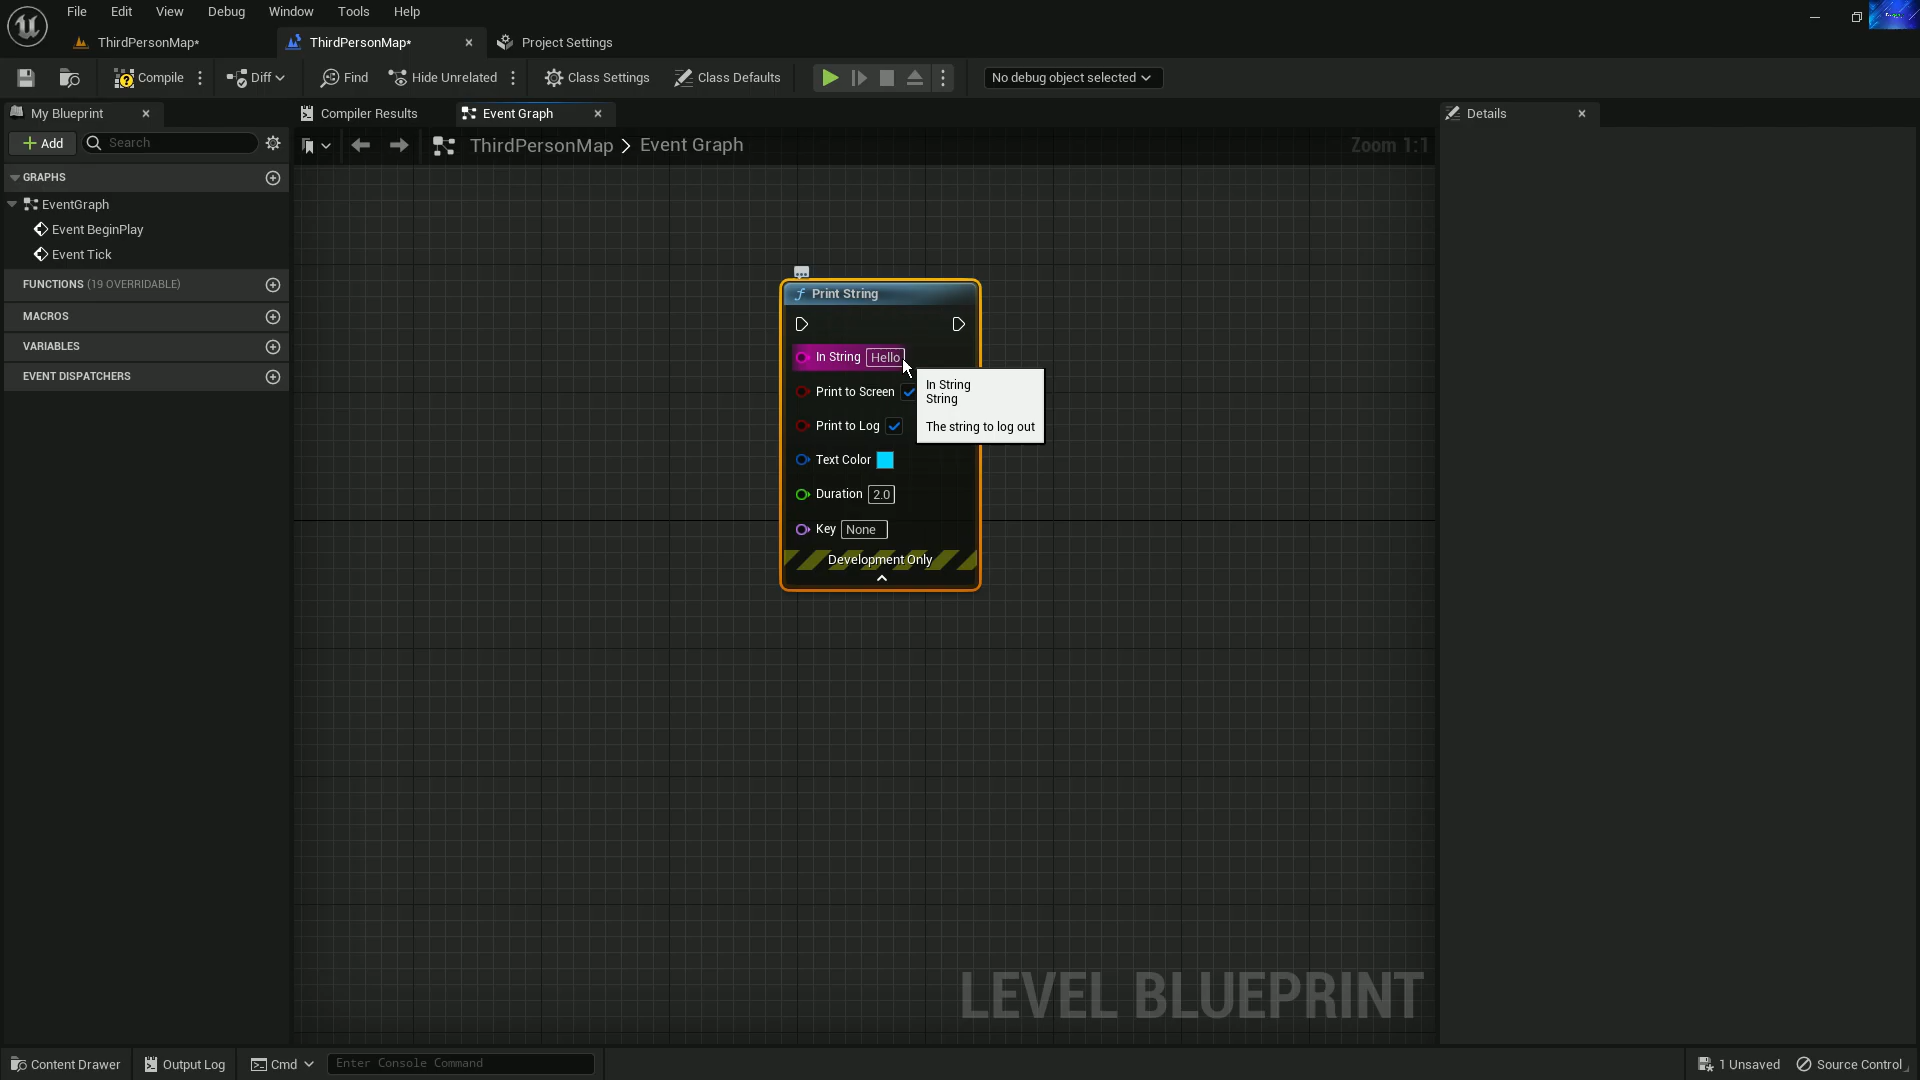 File Edit View Debug Window Tools Help
ThirdPersonMap* ThirdPersonMap* Project Settings
Compile Diff Find Hide Unrelated Class Settings Class Defaults No debug object selected
My Blueprint Compiler Results Event Graph Details
Add Search ThirdPersonMap > Event Graph Zoom 1:1
GRAPHS
EventGraph
Event BeginPlay
Event Tick
FUNCTIONS (19 OVERRIDABLE)
MACROS
VARIABLES
EVENT DISPATCHERS
f Print String
In String Hello
Print to Screen
Print to Log
Text Color
Duration 2.0
Key None
Development Only
In String
String
The string to log out
LEVEL BLUEPRINT
Content Drawer Output Log Cmd Enter Console Command 1 Unsaved Source Control